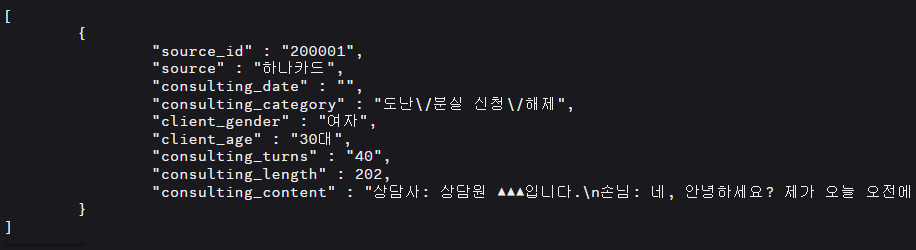 [
{
"source_id" : "200001",
"source" : "하나카드",
"consulting_date" : "",
"consulting_category" : "도난\/분실 신청\/해제",
"client_gender" : "여자",
"client_age" : "30대",
"consulting_turns" : "40",
"consulting_length" : 202,
"consulting_content" : "상담사: 상담원 ▲▲▲입니다.\n손님: 네, 안녕하세요? 제가 오늘 오전에
}
]